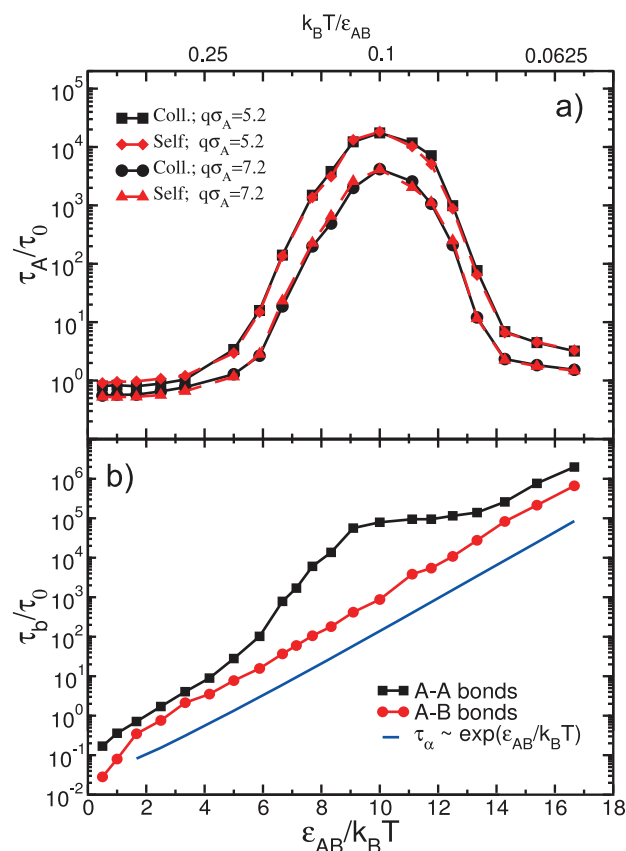 k_BT/ε_AB
0.25 0.1 0.0625
a)
10^5
10^4
10^3
10^2
10^1
10^0
τ_A/τ_0
Coll.; qσ_A=5.2
Self; qσ_A=5.2
Coll.; qσ_A=7.2
Self; qσ_A=7.2
b)
10^6
10^5
10^4
10^3
10^2
10^1
10^0
10^-1
10^-2
τ_b/τ_0
A-A bonds
A-B bonds
τ_α ~ exp(ε_AB/k_BT)
0 2 4 6 8 10 12 14 16 18
ε_AB/k_BT